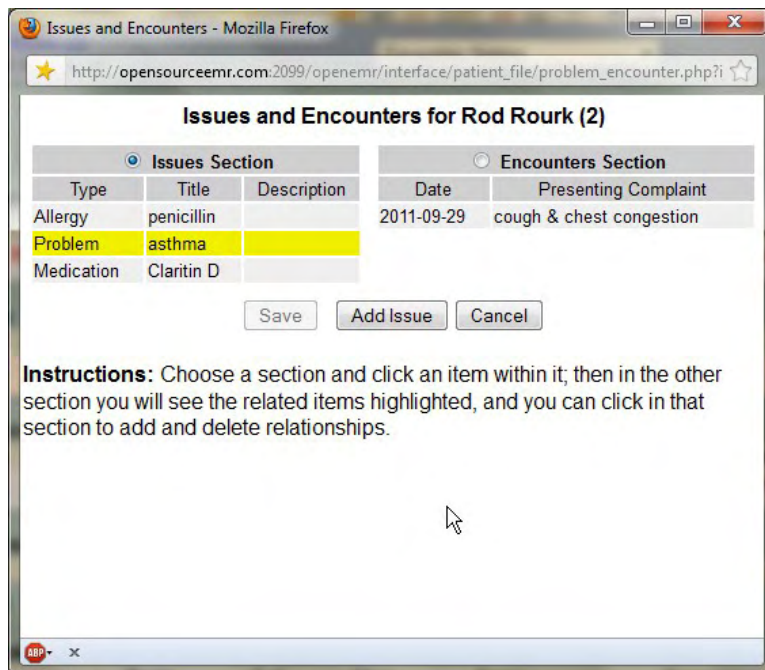 Issues and Encounters - Mozilla Firefox
http://opensourceemr.com:2099/openemr/interface/patient_file/problem_encounter.php?i
Issues and Encounters for Rod Rourk (2)
Issues Section Encounters Section
Type Title Description Date Presenting Complaint
Allergy penicillin 2011-09-29 cough & chest congestion
Problem asthma
Medication Claritin D
Save Add Issue Cancel
Instructions: Choose a section and click an item within it; then in the other
section you will see the related items highlighted, and you can click in that
section to add and delete relationships.
ABP